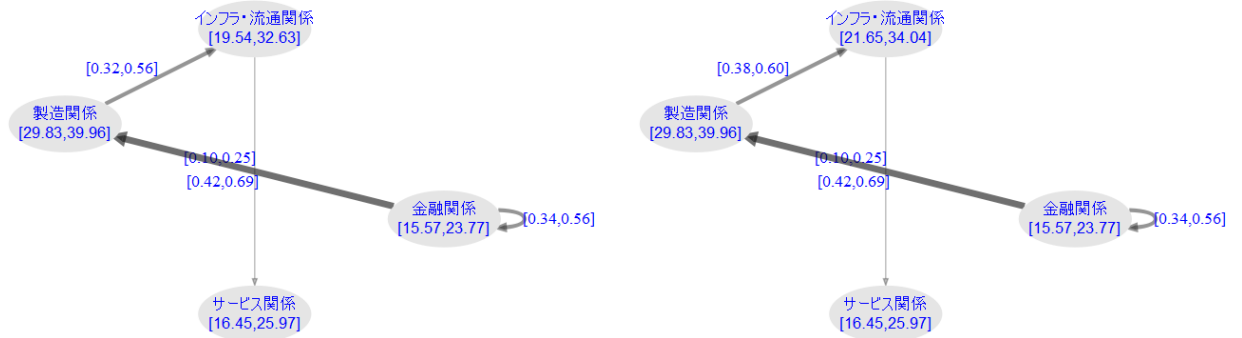 インフラ・流通関係
[19.54,32.63]
[0.32,0.56]
製造関係
[29.83,39.96]
[0.10,0.25]
[0.42,0.69]
金融関係
[15.57,23.77]
[0.34,0.56]
サービス関係
[16.45,25.97]
インフラ・流通関係
[21.65,34.04]
[0.38,0.60]
製造関係
[29.83,39.96]
[0.10,0.25]
[0.42,0.69]
金融関係
[15.57,23.77]
[0.34,0.56]
サービス関係
[16.45,25.97]